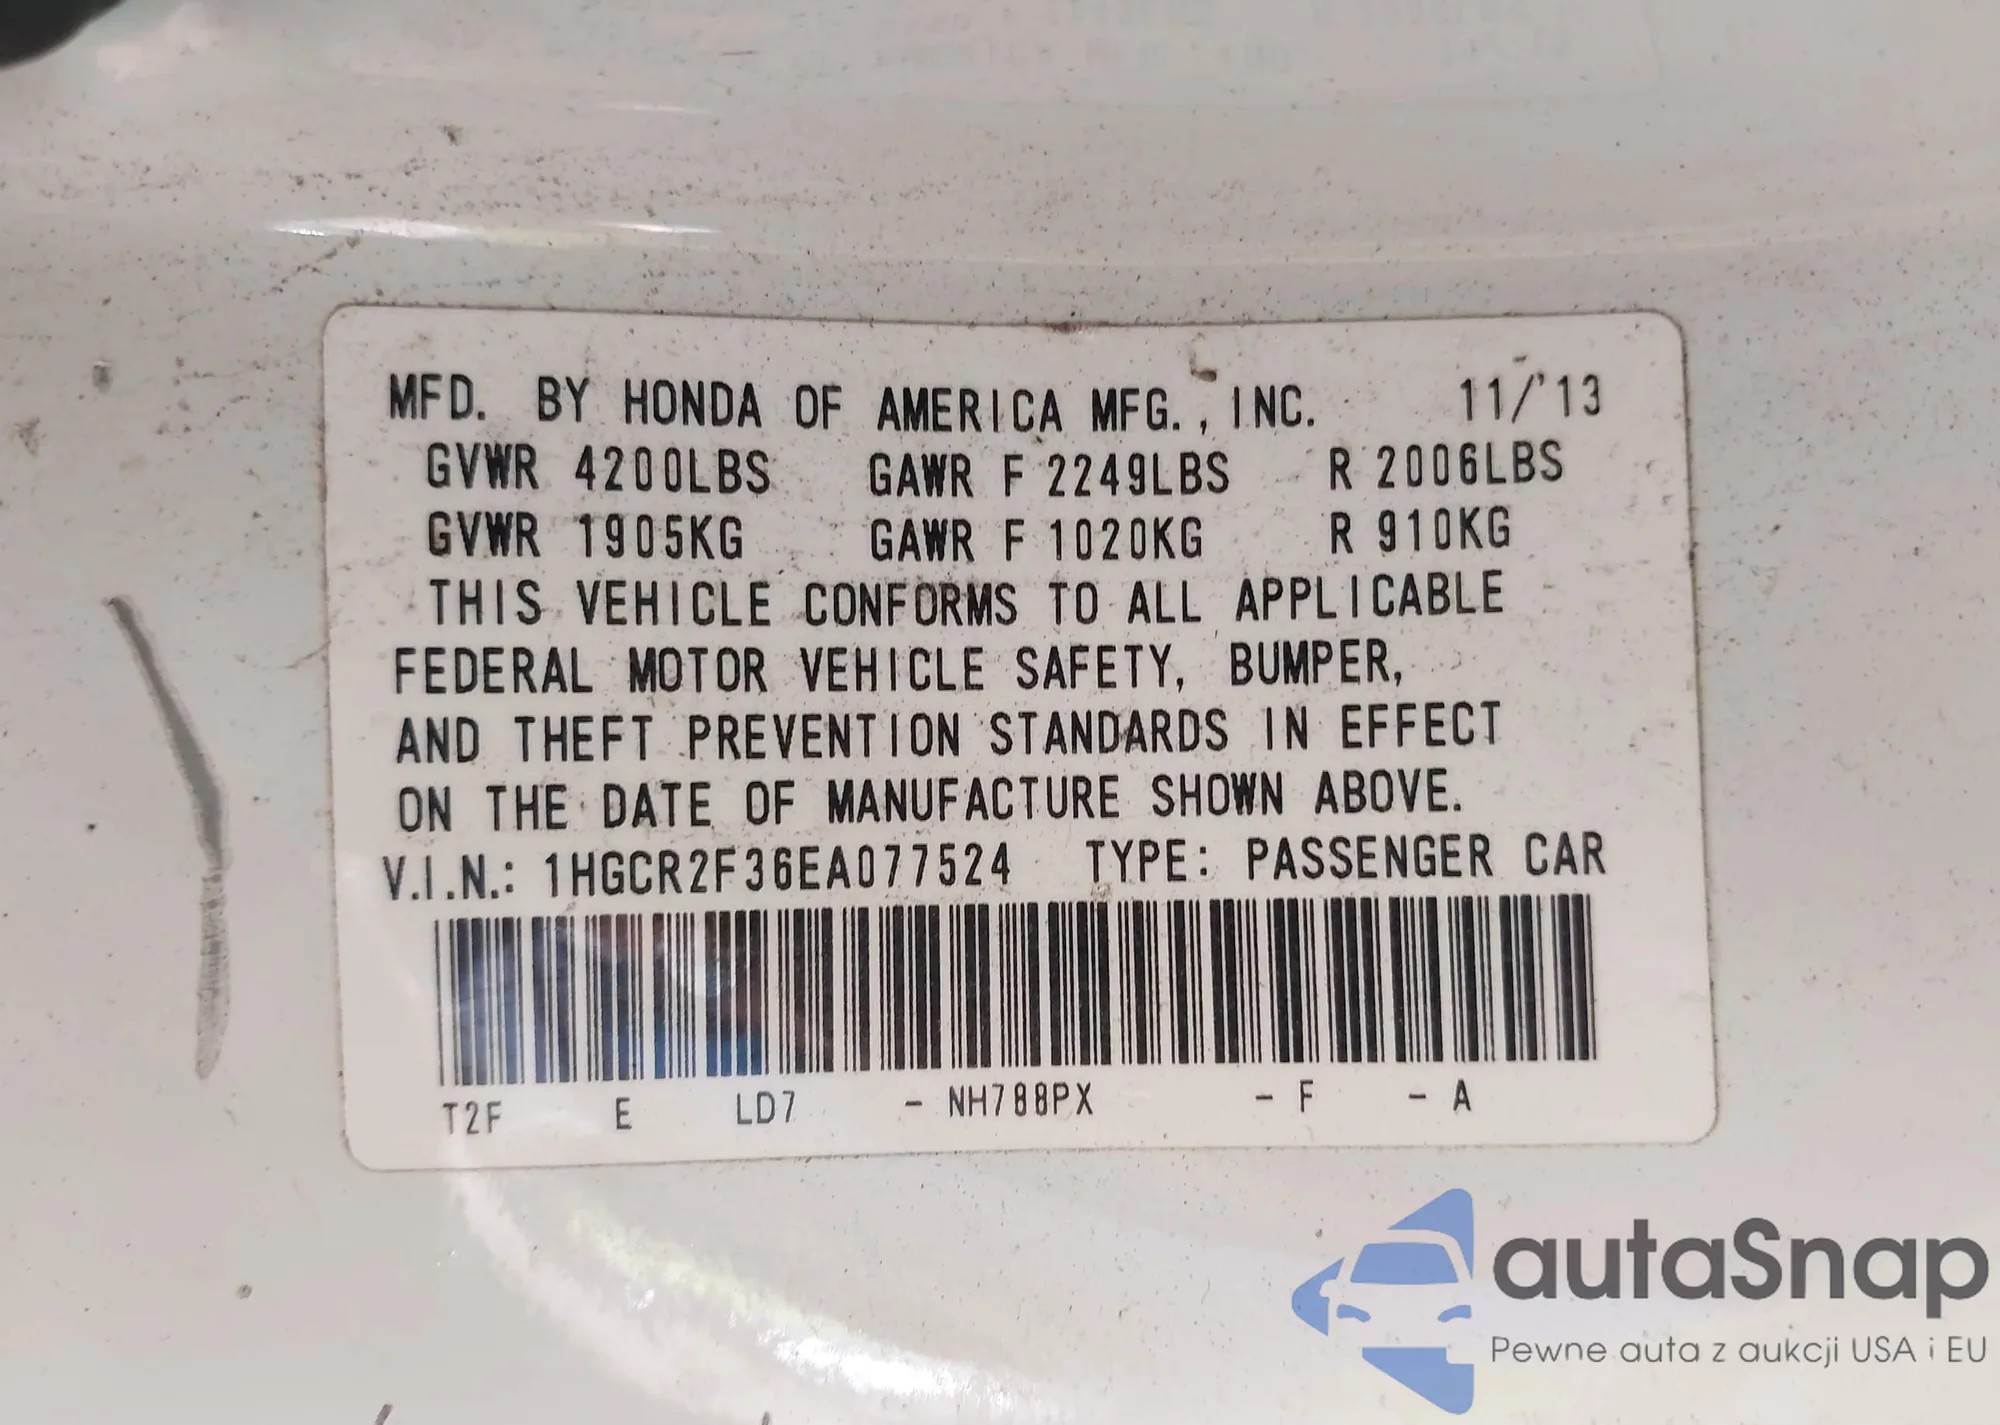 MFD. BY HONDA OF AMERICA MFG., INC. 11/'13
GVWR 4200LBS GAWR F 2249LBS R 2006LBS
GVWR 1905KG GAWR F 1020KG R 910KG
THIS VEHICLE CONFORMS TO ALL APPLICABLE
FEDERAL MOTOR VEHICLE SAFETY, BUMPER,
AND THEFT PREVENTION STANDARDS IN EFFECT
ON THE DATE OF MANUFACTURE SHOWN ABOVE.
V.I.N.: 1HGCR2F36EA077524 TYPE: PASSENGER CAR
T2F E LD7 - NH788PX - F - A
autaSnap
Pewne auta z aukcji USA i EU